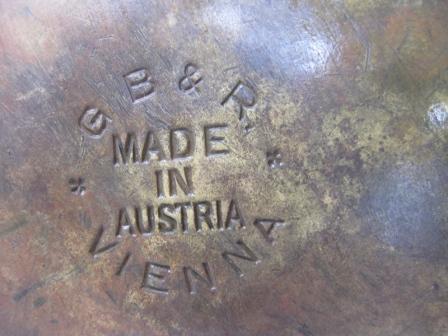 G B & R.
MADE
IN
AUSTRIA
* VIENNA *